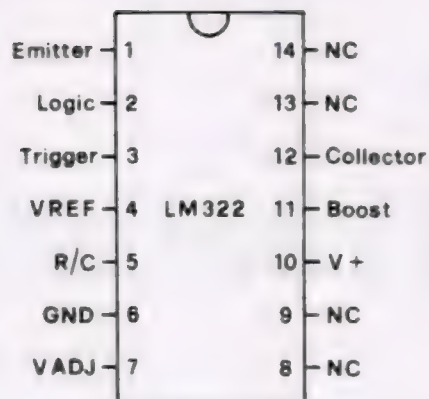 Emitter 1 14 NC
Logic 2 13 NC
Trigger 3 12 Collector
VREF 4 LM322 11 Boost
R/C 5 10 V+
GND 6 9 NC
VADJ 7 8 NC